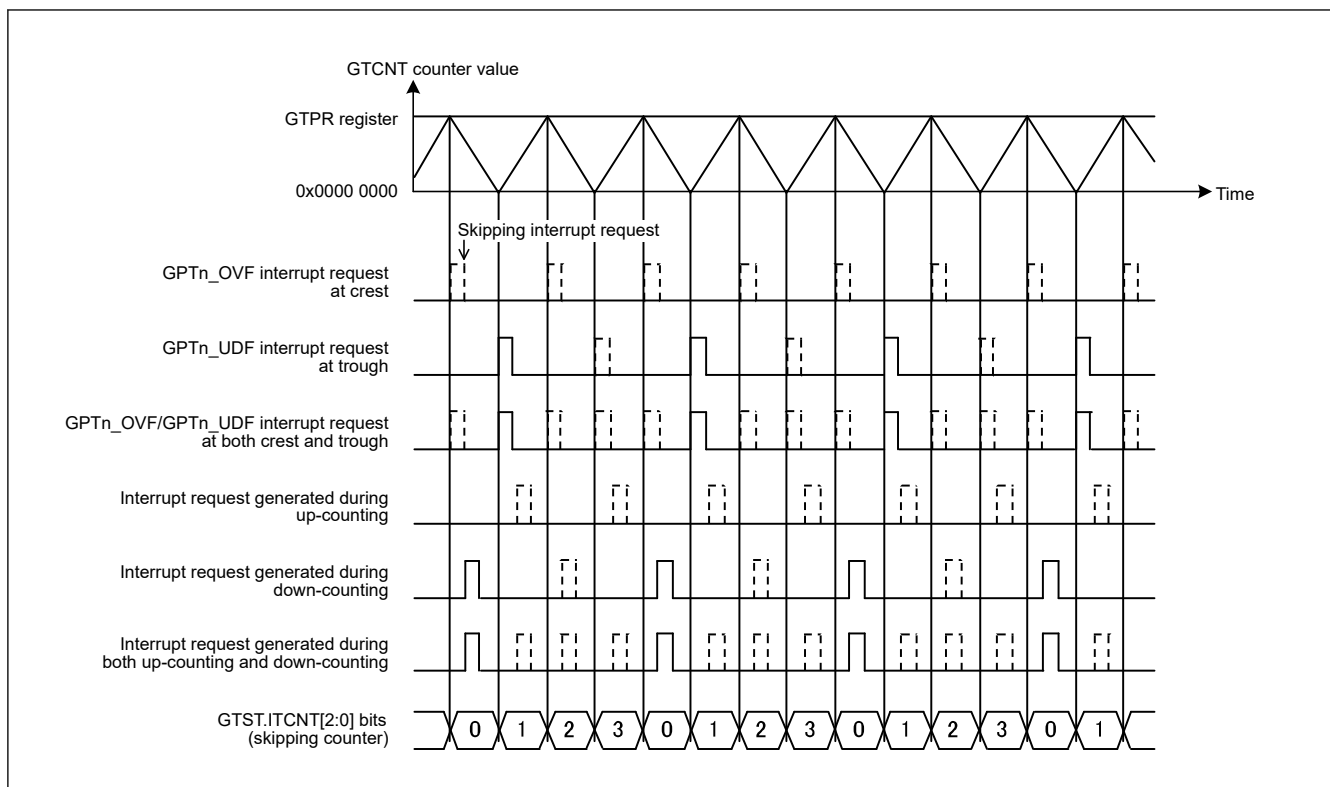 GTCNT counter value
GTPR register
0x0000 0000
Time
Skipping interrupt request
GPTn_OVF interrupt request
at crest
GPTn_UDF interrupt request
at trough
GPTn_OVF/GPTn_UDF interrupt request
at both crest and trough
Interrupt request generated during
up-counting
Interrupt request generated during
down-counting
Interrupt request generated during
both up-counting and down-counting
GTST.ITCNT[2:0] bits
(skipping counter)
0 1 2 3 0 1 2 3 0 1 2 3 0 1